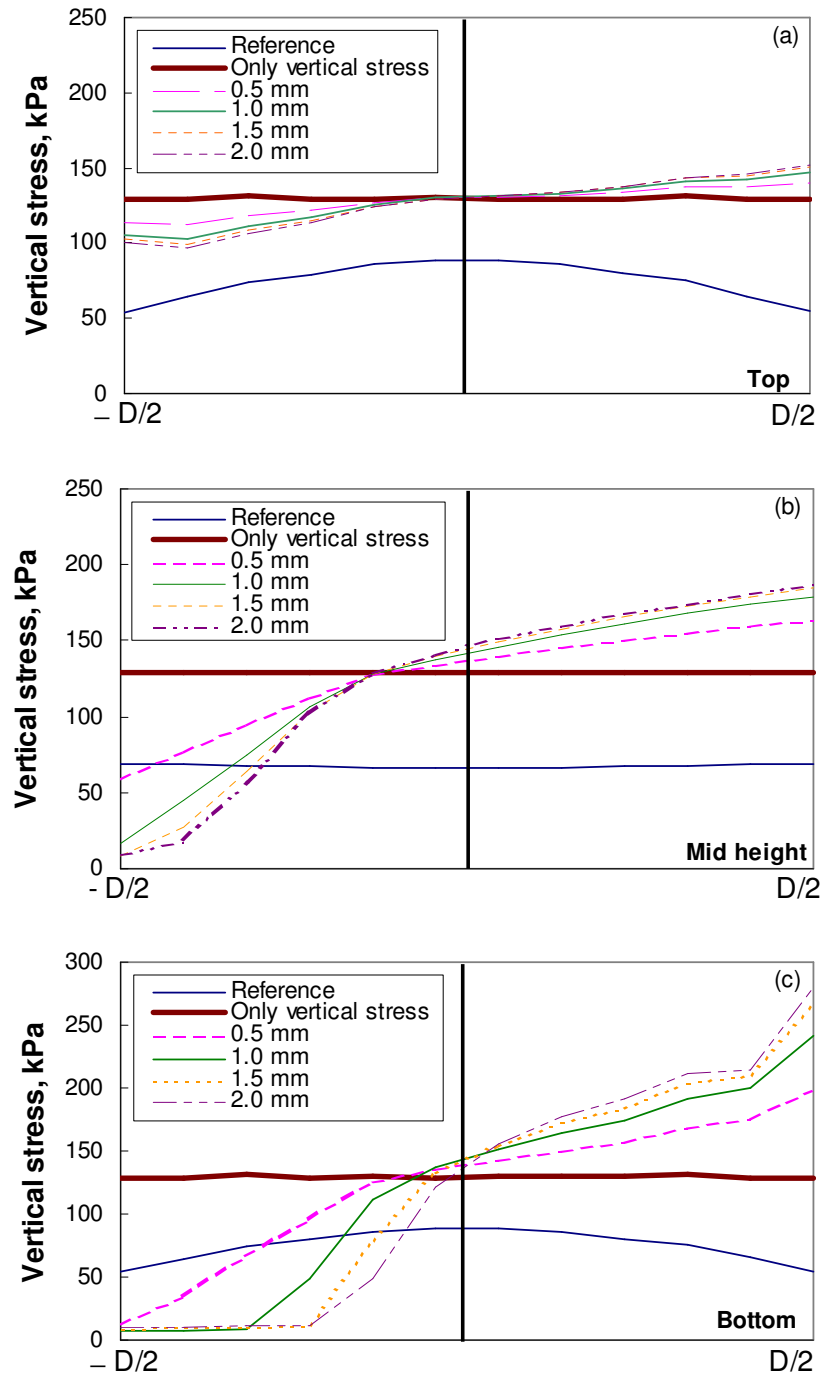 250
(a)
Reference
Only vertical stress
0.5 mm
1.0 mm
1.5 mm
2.0 mm
200
150
100
50
0
Vertical stress, kPa
Top
– D/2
D/2
250
(b)
Reference
Only vertical stress
0.5 mm
1.0 mm
1.5 mm
2.0 mm
200
150
100
50
0
Vertical stress, kPa
Mid height
- D/2
D/2
300
(c)
Reference
Only vertical stress
0.5 mm
1.0 mm
1.5 mm
2.0 mm
250
200
150
100
50
0
Vertical stress, kPa
Bottom
– D/2
D/2